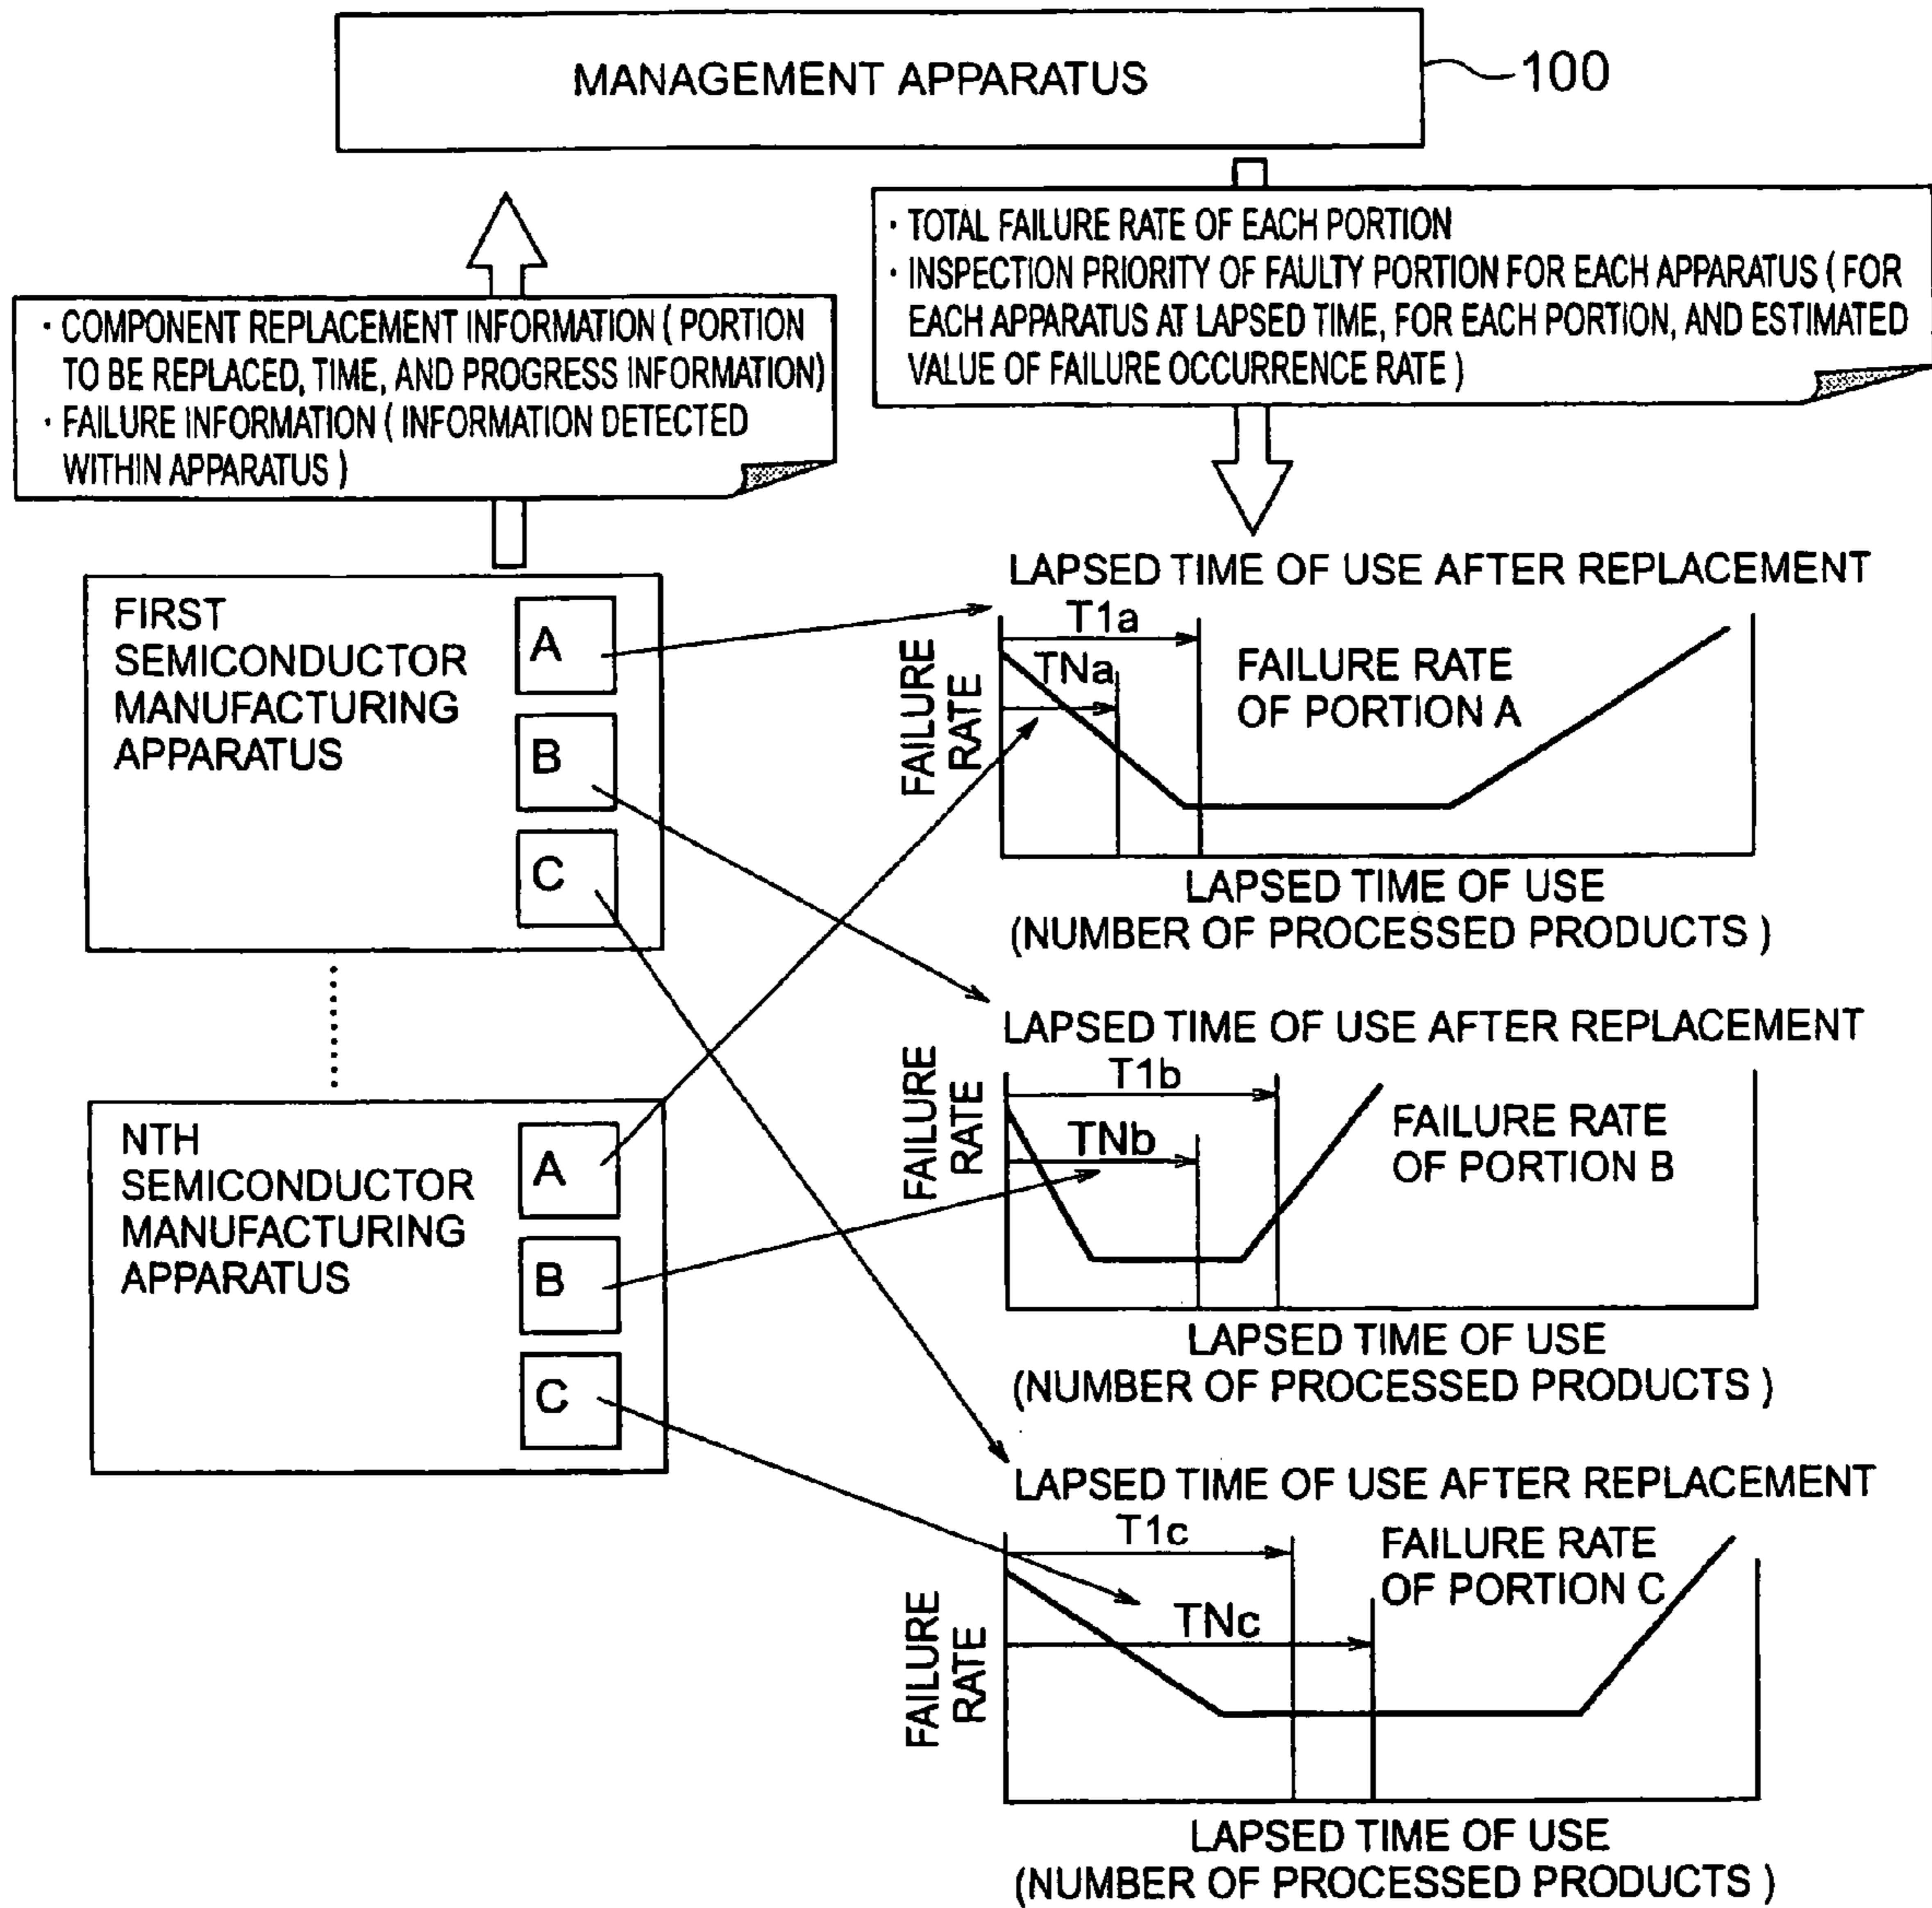 MANAGEMENT APPARATUS
100
· COMPONENT REPLACEMENT INFORMATION ( PORTION
TO BE REPLACED, TIME, AND PROGRESS INFORMATION)
· FAILURE INFORMATION ( INFORMATION DETECTED
WITHIN APPARATUS )
· TOTAL FAILURE RATE OF EACH PORTION
· INSPECTION PRIORITY OF FAULTY PORTION FOR EACH APPARATUS ( FOR
EACH APPARATUS AT LAPSED TIME, FOR EACH PORTION, AND ESTIMATED
VALUE OF FAILURE OCCURRENCE RATE )
FIRST
SEMICONDUCTOR
MANUFACTURING
APPARATUS
A
B
C
NTH
SEMICONDUCTOR
MANUFACTURING
APPARATUS
A
B
C
LAPSED TIME OF USE AFTER REPLACEMENT
FAILURE
RATE
T1a
TNa
FAILURE RATE
OF PORTION A
LAPSED TIME OF USE
(NUMBER OF PROCESSED PRODUCTS )
LAPSED TIME OF USE AFTER REPLACEMENT
FAILURE
RATE
T1b
TNb
FAILURE RATE
OF PORTION B
LAPSED TIME OF USE
(NUMBER OF PROCESSED PRODUCTS )
LAPSED TIME OF USE AFTER REPLACEMENT
FAILURE
RATE
T1c
TNc
FAILURE RATE
OF PORTION C
LAPSED TIME OF USE
(NUMBER OF PROCESSED PRODUCTS )